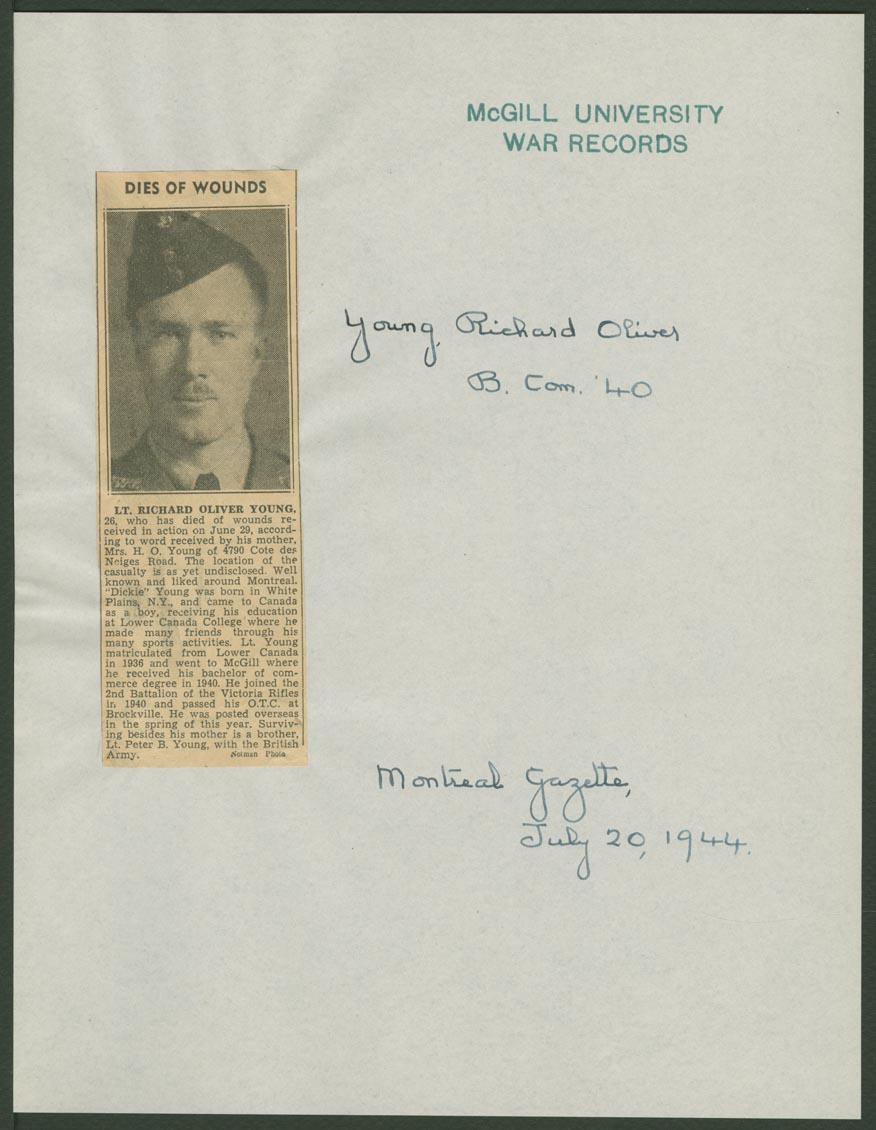 McGILL UNIVERSITY
WAR RECORDS
DIES OF WOUNDS
LT. RICHARD OLIVER YOUNG,
26, who has died of wounds re-
ceived in action on June 29, accord-
ing to word received by his mother,
Mrs. H. O. Young of 4790 Cote des
Neiges Road. The location of the
casualty is as yet undisclosed. Well
known and liked around Montreal.
"Dickie" Young was born in White
Plains, N.Y., and came to Canada
as a boy, receiving his education
at Lower Canada College where he
made many friends through his
many sports activities. Lt. Young
matriculated from Lower Canada
in 1936 and went to McGill where
he received his bachelor of com-
merce degree in 1940. He joined the
2nd Battalion of the Victoria Rifles
in 1940 and passed his O.T.C. at
Brockville. He was posted overseas
in the spring of this year. Surviv-
ing besides his mother is a brother,
Lt. Peter B. Young, with the British
Army.
Notman Photo
Young, Richard Oliver
B. Com. '40
Montreal Gazette,
July 20, 1944.